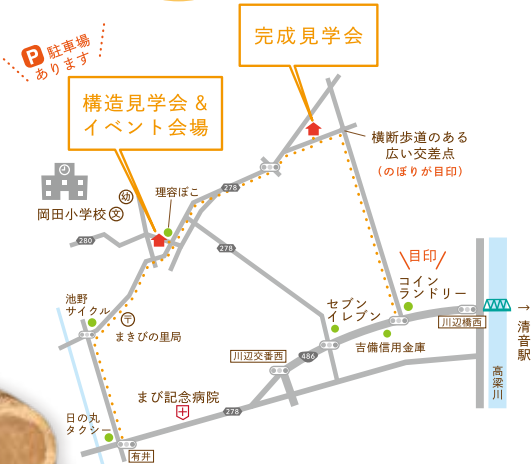 P 駐車場
あります
完成見学会
構造見学会＆
イベント会場
横断歩道のある
広い交差点
（のぼりが目印）
幼
理容ぽこ
278
岡田小学校
文
280
278
目印
コイン
ランドリー
池野
サイクル
〒
まきびの里局
セブン
イレブン
川辺橋西
→
清音駅
吉備信用金庫
川辺交番西
486
高梁川
まび記念病院
278
日の丸
タクシー
有井